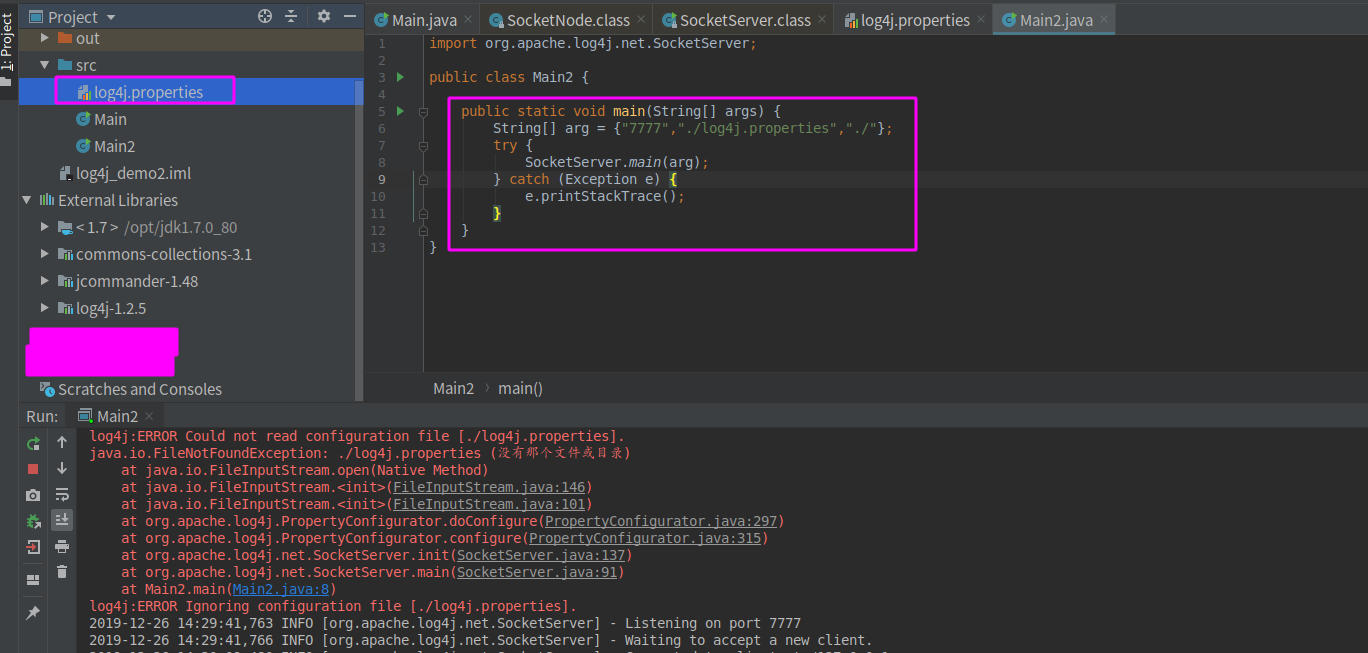 1: Project
Project
out
src
log4j.properties
Main
Main2
log4j_demo2.iml
External Libraries
< 1.7 > /opt/jdk1.7.0_80
commons-collections-3.1
jcommander-1.48
log4j-1.2.5
Scratches and Consoles
Main.java × SocketNode.class × SocketServer.class × log4j.properties × Main2.java ×
1 import org.apache.log4j.net.SocketServer;
2
3 public class Main2 {
4
5 public static void main(String[] args) {
6 String[] arg = {"7777","./log4j.properties","./"};
7 try {
8 SocketServer.main(arg);
9 } catch (Exception e) {
10 e.printStackTrace();
11 }
12 }
13 }
Main2 › main()
Run: Main2 ×
log4j:ERROR Could not read configuration file [./log4j.properties].
java.io.FileNotFoundException: ./log4j.properties (没有那个文件或目录)
at java.io.FileInputStream.open(Native Method)
at java.io.FileInputStream.<init>(FileInputStream.java:146)
at java.io.FileInputStream.<init>(FileInputStream.java:101)
at org.apache.log4j.PropertyConfigurator.doConfigure(PropertyConfigurator.java:297)
at org.apache.log4j.PropertyConfigurator.configure(PropertyConfigurator.java:315)
at org.apache.log4j.net.SocketServer.init(SocketServer.java:137)
at org.apache.log4j.net.SocketServer.main(SocketServer.java:91)
at Main2.main(Main2.java:8)
log4j:ERROR Ignoring configuration file [./log4j.properties].
2019-12-26 14:29:41,763 INFO [org.apache.log4j.net.SocketServer] - Listening on port 7777
2019-12-26 14:29:41,766 INFO [org.apache.log4j.net.SocketServer] - Waiting to accept a new client.